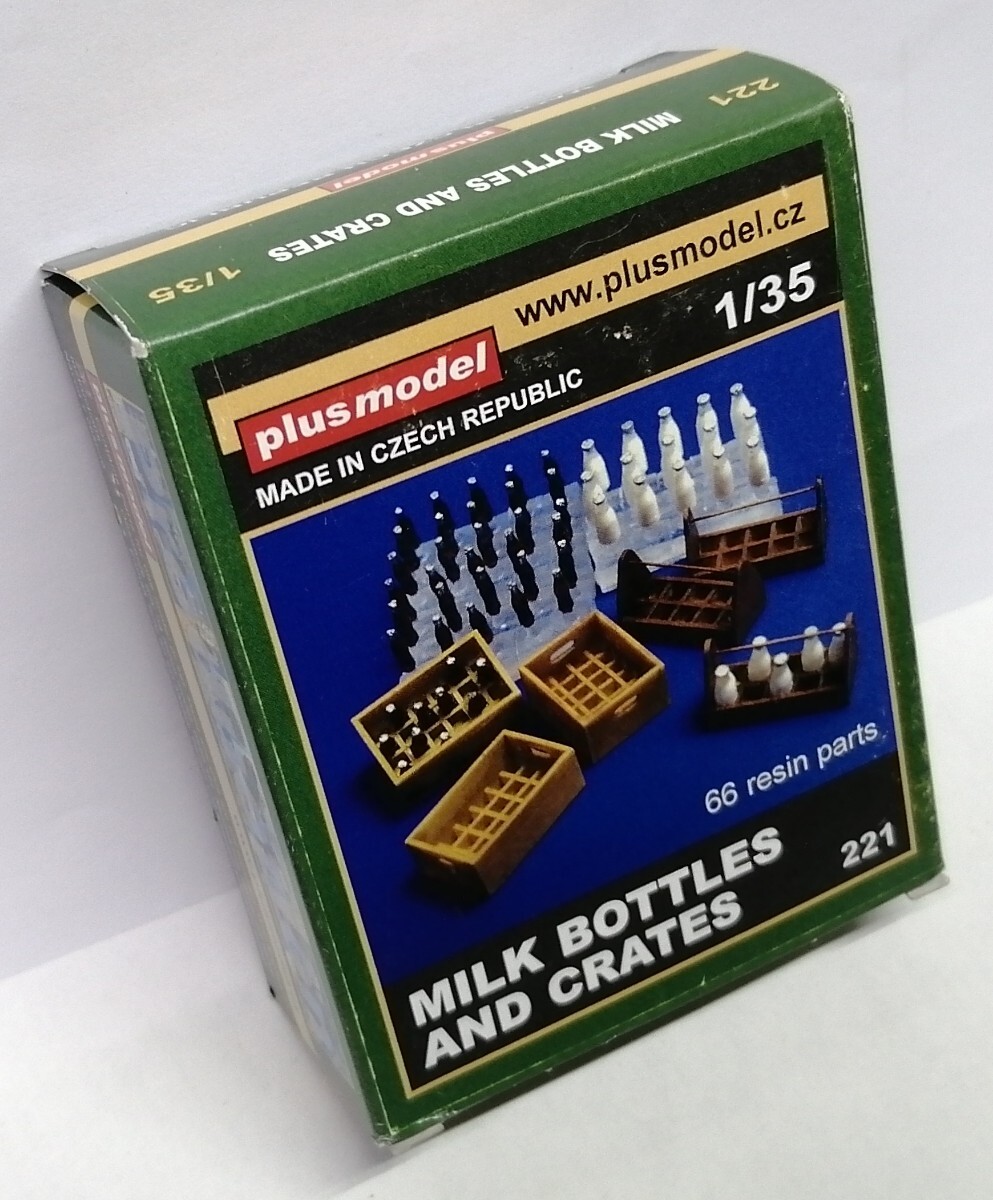 221
MILK BOTTLES AND CRATES
1/35
plusmodel
www.plusmodel.cz
plusmodel
1/35
MADE IN CZECH REPUBLIC
66 resin parts
MILK BOTTLES
AND CRATES
221